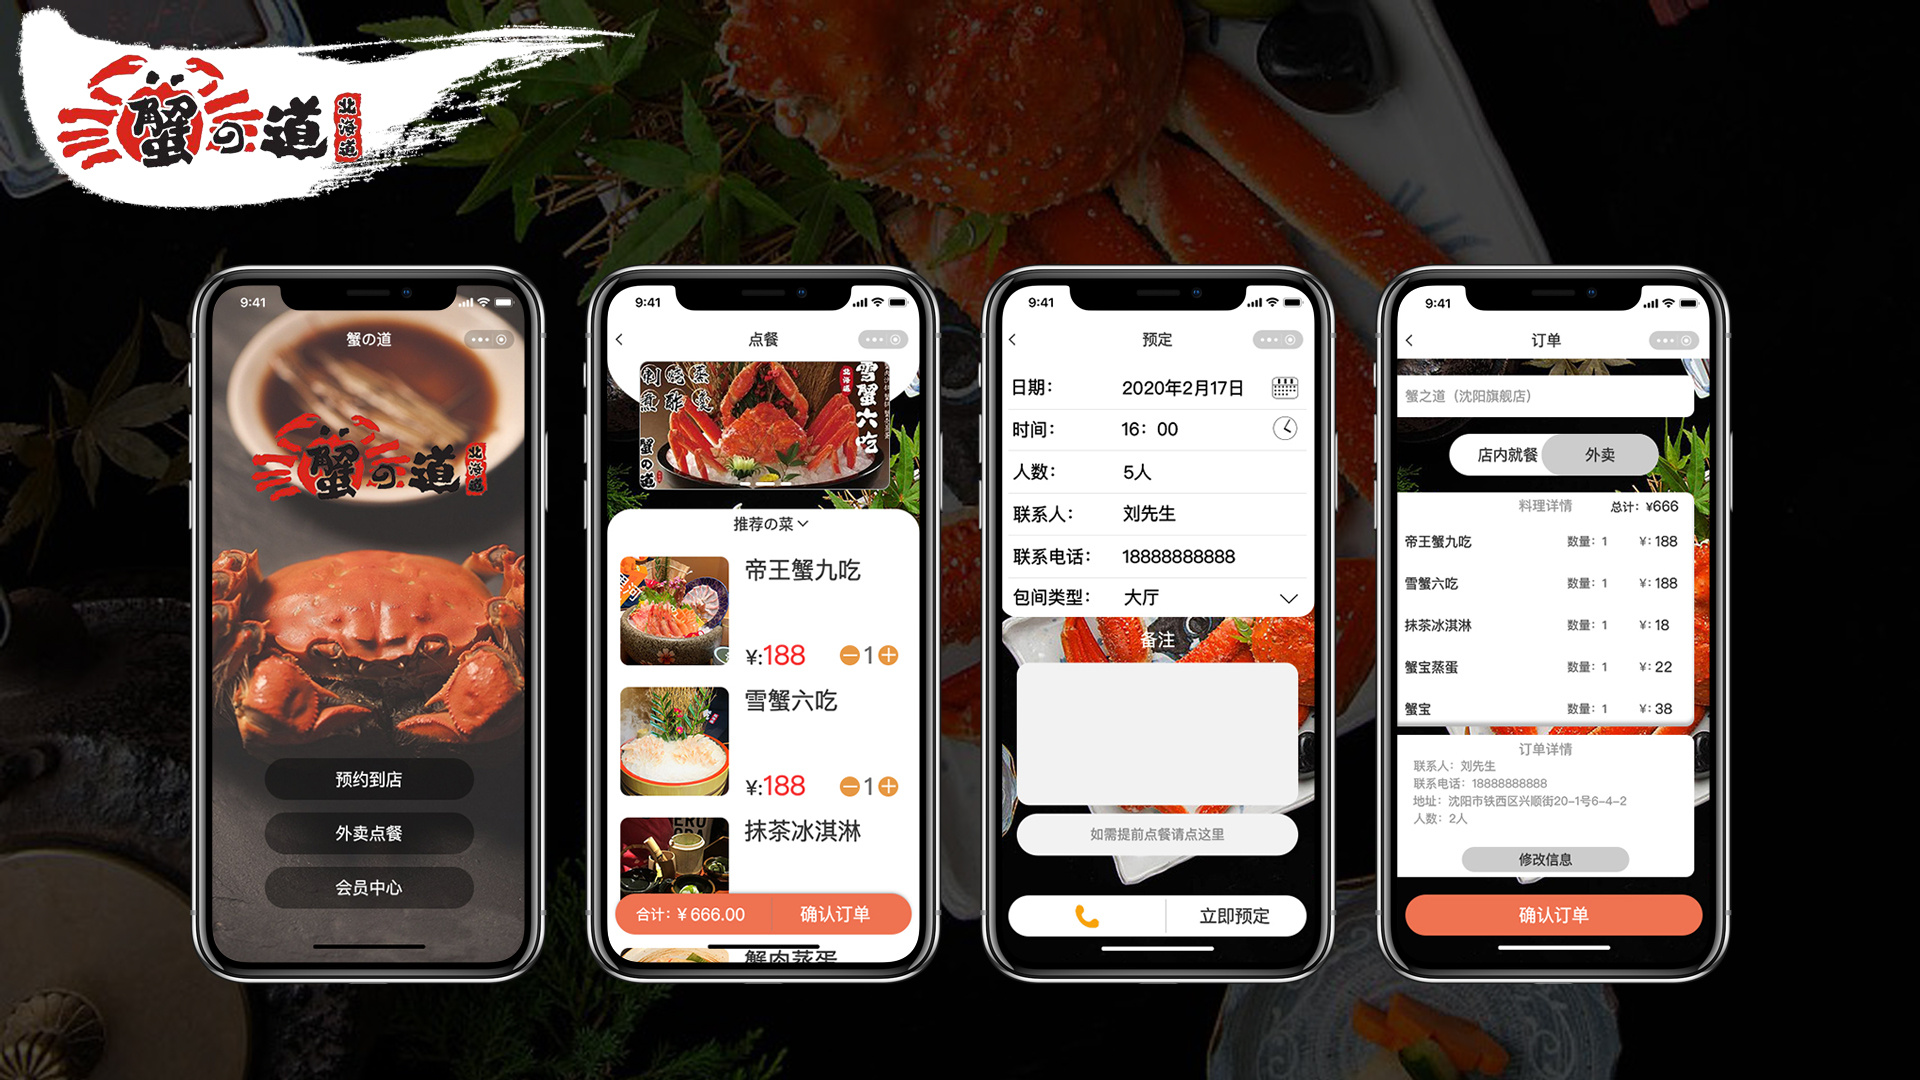 蟹の道
北海道
9:41
蟹の道
蟹の道
北海道
预约到店
外卖点餐
会员中心
9:41
点餐
刺 烧 蒸
煮 酢
蟹の道
北海道
雪蟹六吃
推荐の菜
帝王蟹九吃
¥:188
1
雪蟹六吃
¥:188
1
抹茶冰淇淋
合计: ¥ 666.00
确认订单
蟹肉蒸蛋
9:41
预定
日期: 2020年2月17日
时间: 16: 00
人数: 5人
联系人: 刘先生
联系电话: 18888888888
包间类型: 大厅
备注
如需提前点餐请点这里
立即预定
9:41
订单
蟹之道（沈阳旗舰店）
店内就餐 外卖
料理详情 总计: ¥666
帝王蟹九吃 数量: 1 ¥: 188
雪蟹六吃 数量: 1 ¥: 188
抹茶冰淇淋 数量: 1 ¥: 18
蟹宝蒸蛋 数量: 1 ¥: 22
蟹宝 数量: 1 ¥: 38
订单详情
联系人: 刘先生
联系电话: 18888888888
地址: 沈阳市铁西区兴顺街20-1号6-4-2
人数: 2人
修改信息
确认订单